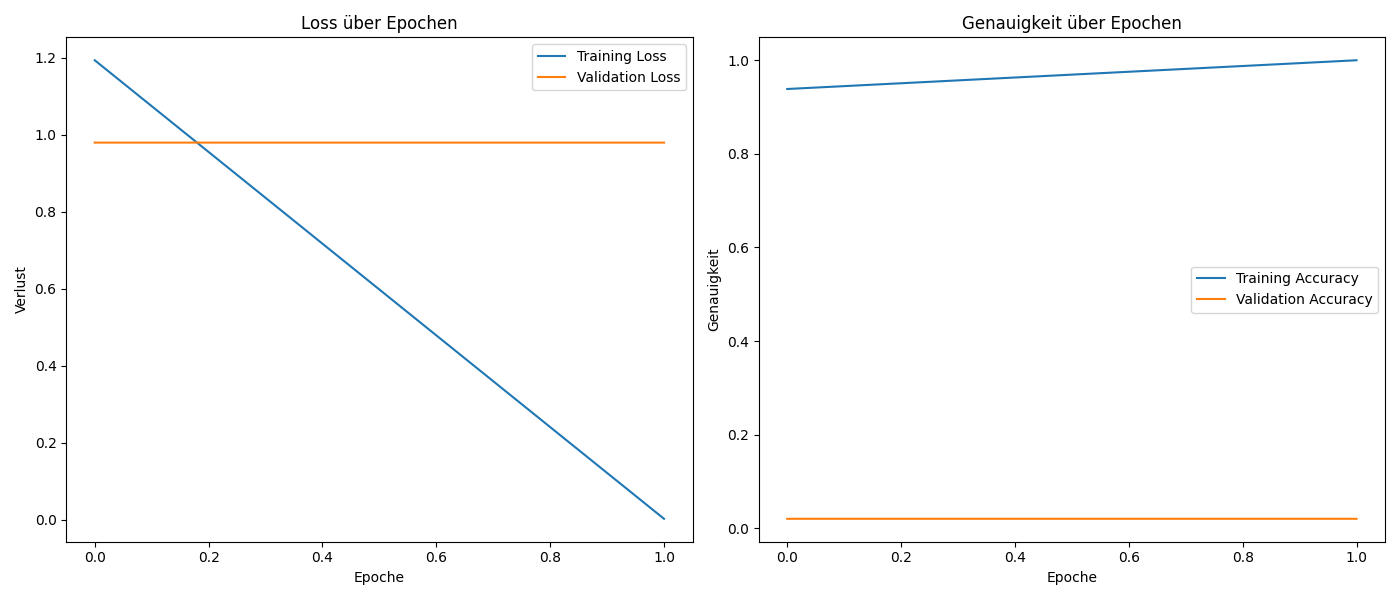 Loss über Epochen
Training Loss
Validation Loss
1.2
1.0
0.8
0.6
0.4
0.2
0.0
Verlust
0.0 0.2 0.4 0.6 0.8 1.0
Epoche
Genauigkeit über Epochen
Training Accuracy
Validation Accuracy
1.0
0.8
0.6
0.4
0.2
0.0
Genauigkeit
0.0 0.2 0.4 0.6 0.8 1.0
Epoche